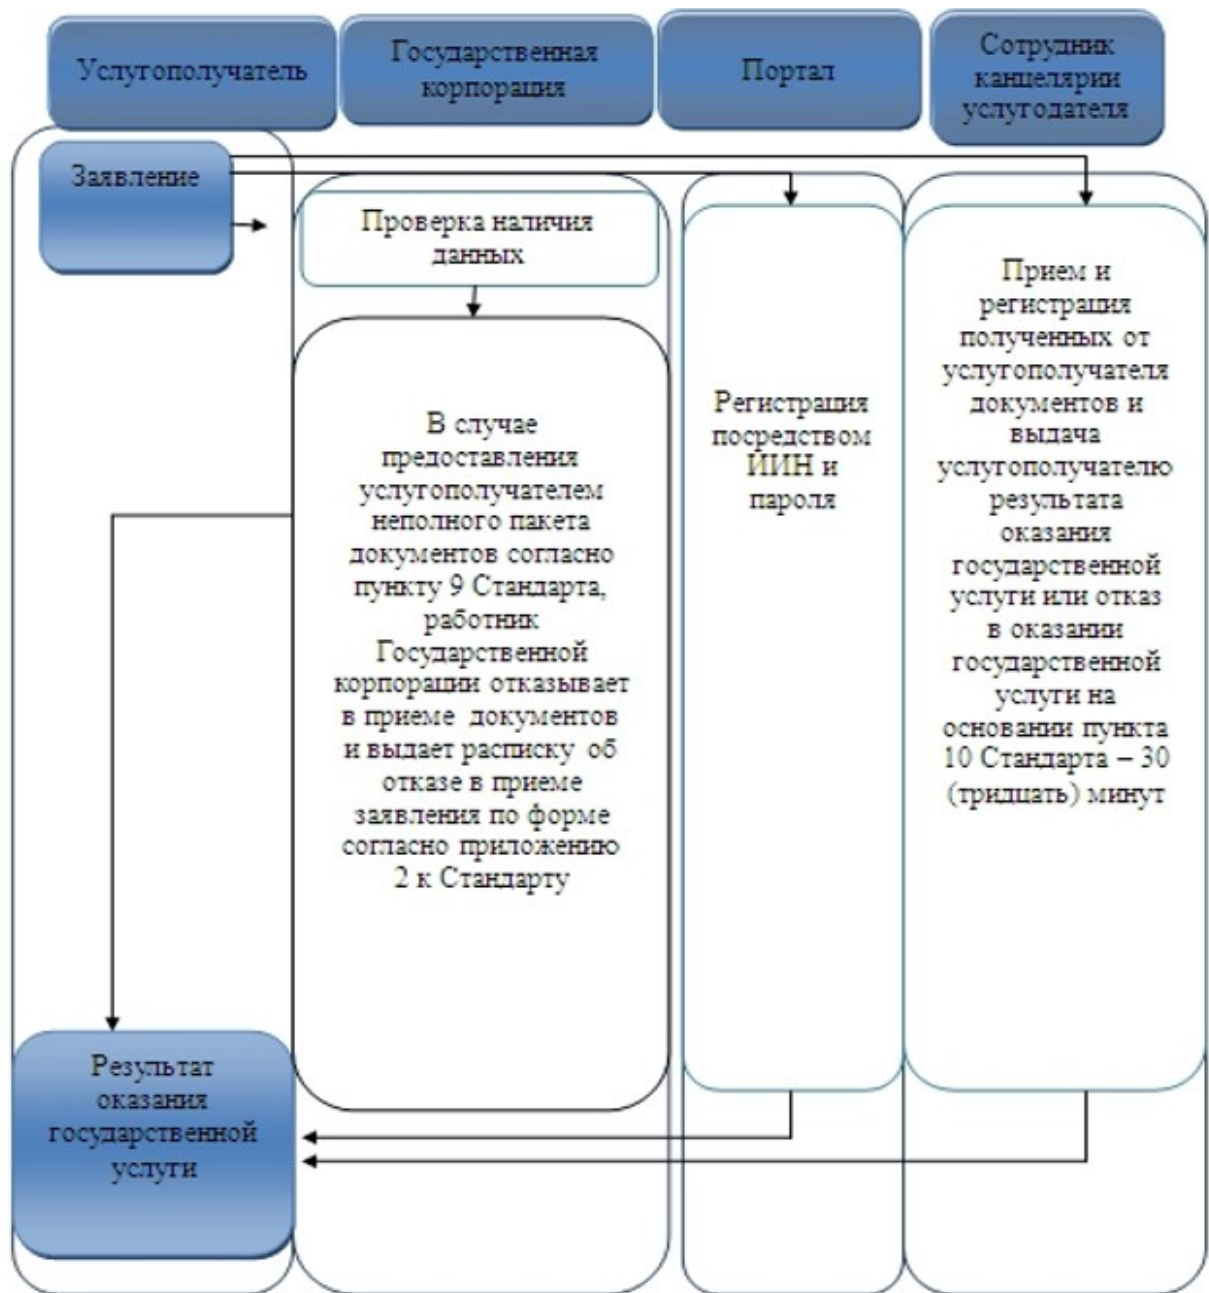 Услугополучатель
Государственная
корпорация
Портал
Сотрудник
канцелярии
услугодателя
Заявление
Проверка наличия
данных
В случае
предоставления
услугополучателем
неполного пакета
документов согласно
пункту 9 Стандарта,
работник
Государственной
корпорации отказывает
в приеме документов
и выдает расписку об
отказе в приеме
заявления по форме
согласно приложению
2 к Стандарту
Регистрация
посредством
ИИН и
пароля
Прием и
регистрация
полученных от
услугополучателя
документов и
выдача
услугополучателю
результата
оказания
государственной
услуги или отказ
в оказании
государственной
услуги на
основании пункта
10 Стандарта – 30
(тридцать) минут
Результат
оказания
государственной
услуги